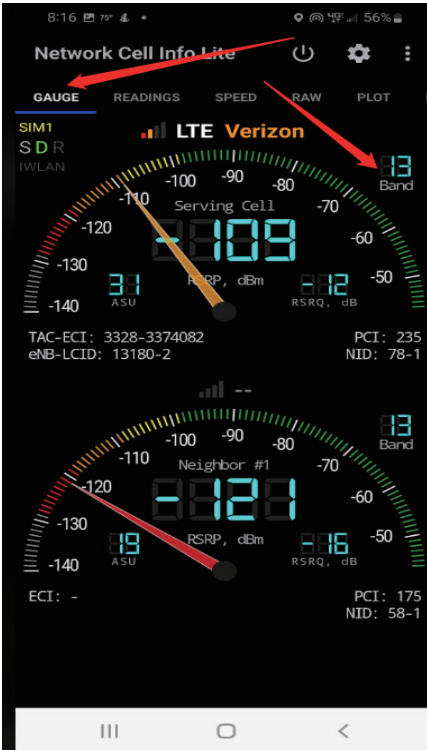 8:16 75° 56%
Network Cell Info Lite
GAUGE READINGS SPEED RAW PLOT
SIM1
LTE Verizon
S D R
IWLAN
13
Band
-140 -130 -120 -110 -100 -90 -80 -70 -60 -50
Serving Cell
-109
RSRP, dBm
31
ASU
-12
RSRQ, dB
TAC-ECI: 3328-3374082 PCI: 235
eNB-LCID: 13180-2 NID: 78-1
--
13
Band
-140 -130 -120 -110 -100 -90 -80 -70 -60 -50
Neighbor #1
-121
RSRP, dBm
19
ASU
-16
RSRQ, dB
ECI: - PCI: 175
NID: 58-1